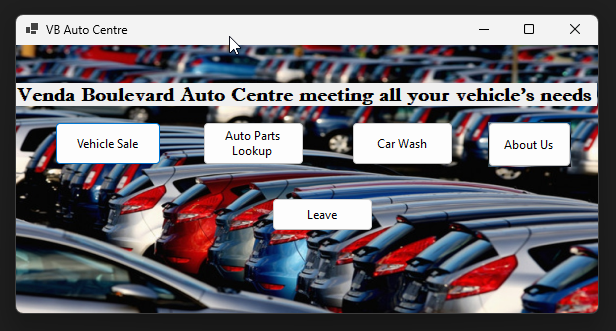 VB Auto Centre
Venda Boulevard Auto Centre meeting all your vehicle's needs
Vehicle Sale
Auto Parts
Lookup
Car Wash
About Us
Leave